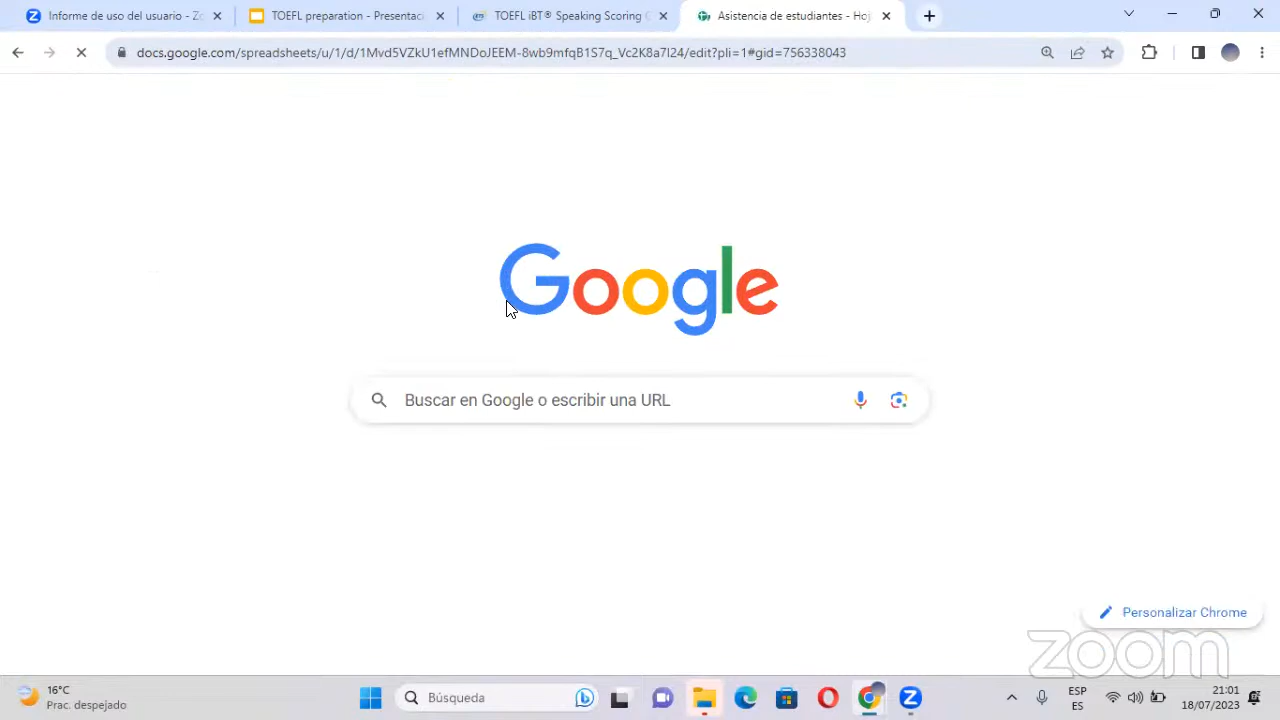 Informe de uso del usuario - Zo
TOEFL preparation - Presentaci
TOEFL iBT® Speaking Scoring G
Asistencia de estudiantes - Hoj
docs.google.com/spreadsheets/u/1/d/1Mvd5VZkU1efMNDoJEEM-8wb9mfqB1S7q_Vc2K8a7I24/edit?pli=1#gid=756338043
Google
Buscar en Google o escribir una URL
Personalizar Chrome
zoom
16°C
Prac. despejado
Búsqueda
ESP
ES
21:01
18/07/2023